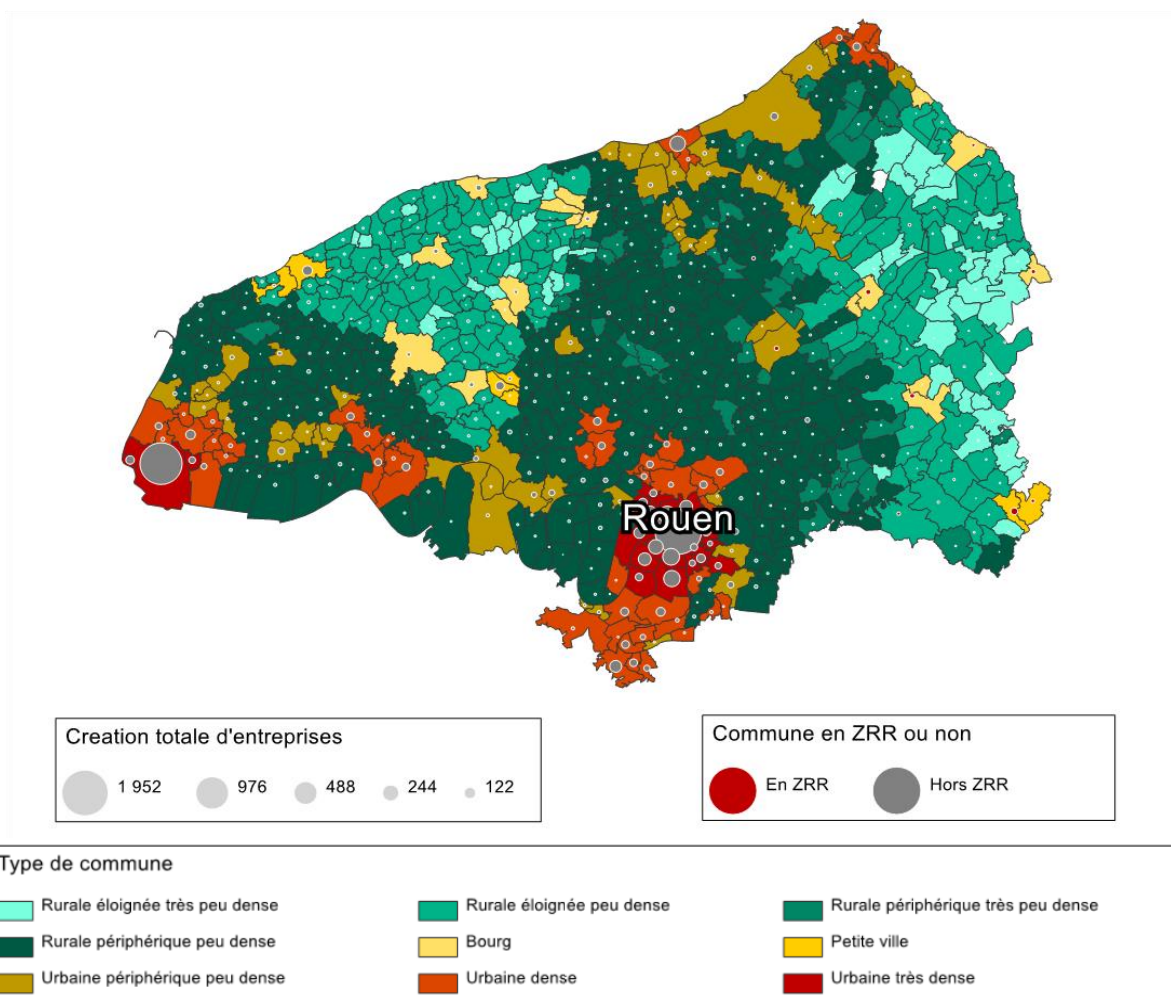 Rouen
Creation totale d'entreprises
1 952 976 488 244 122
Commune en ZRR ou non
En ZRR Hors ZRR
Type de commune
Rurale éloignée très peu dense Rurale éloignée peu dense Rurale périphérique très peu dense
Rurale périphérique peu dense Bourg Petite ville
Urbaine périphérique peu dense Urbaine dense Urbaine très dense